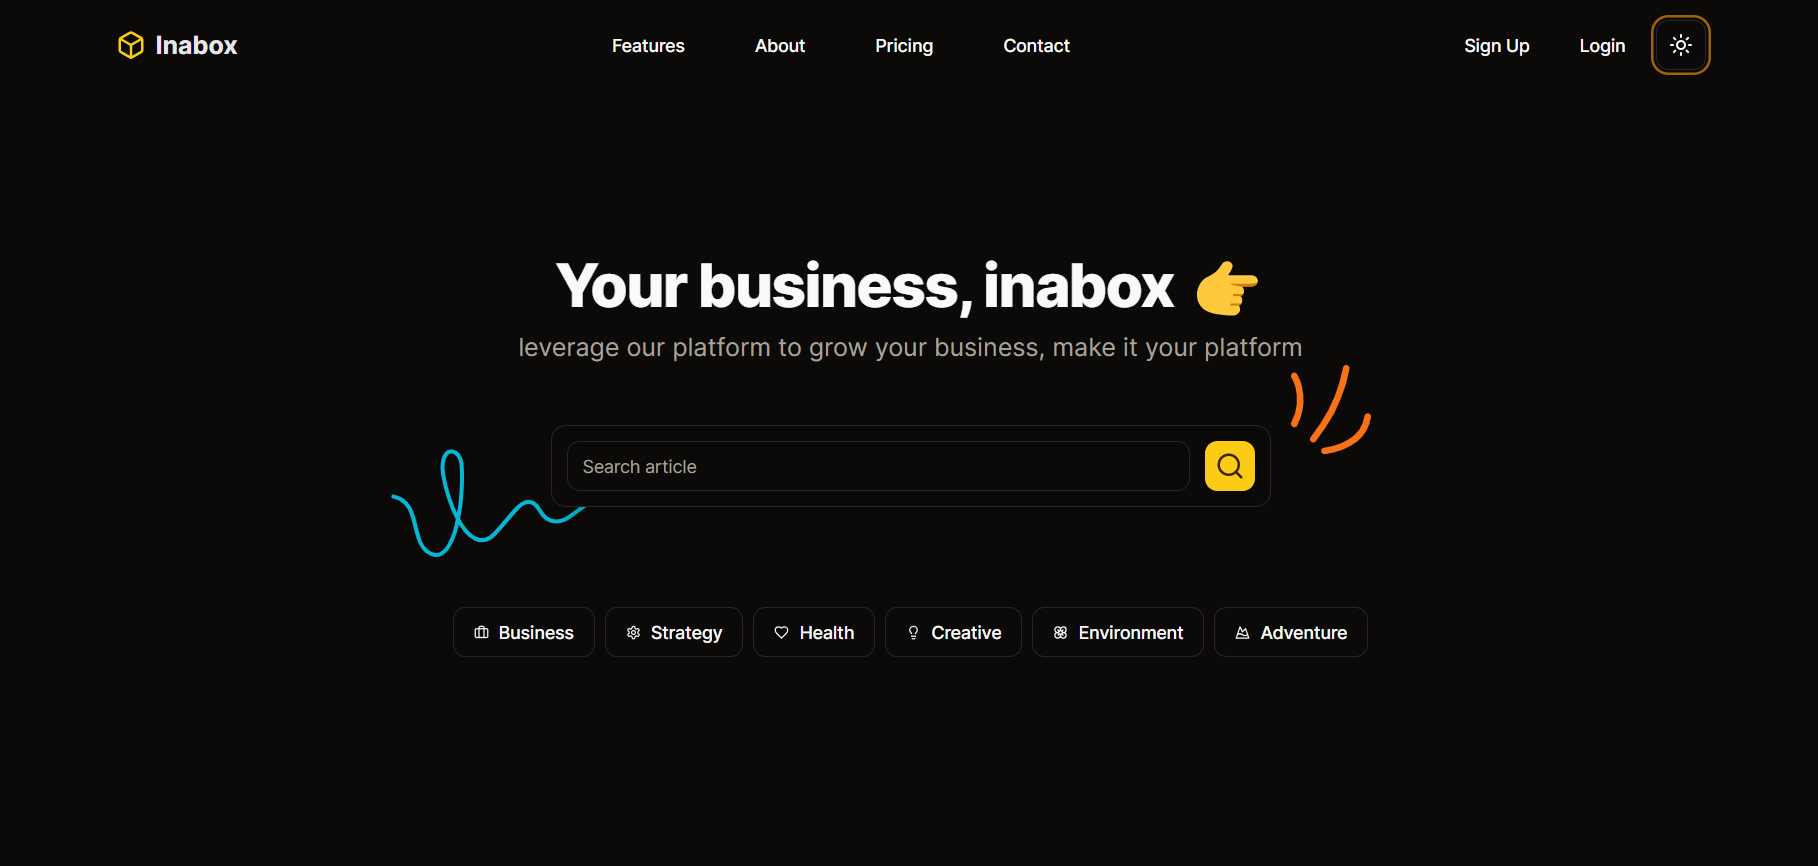 Inabox
Features About Pricing Contact
Sign Up Login
Your business, inabox 👉
leverage our platform to grow your business, make it your platform
Search article
Business Strategy Health Creative Environment Adventure